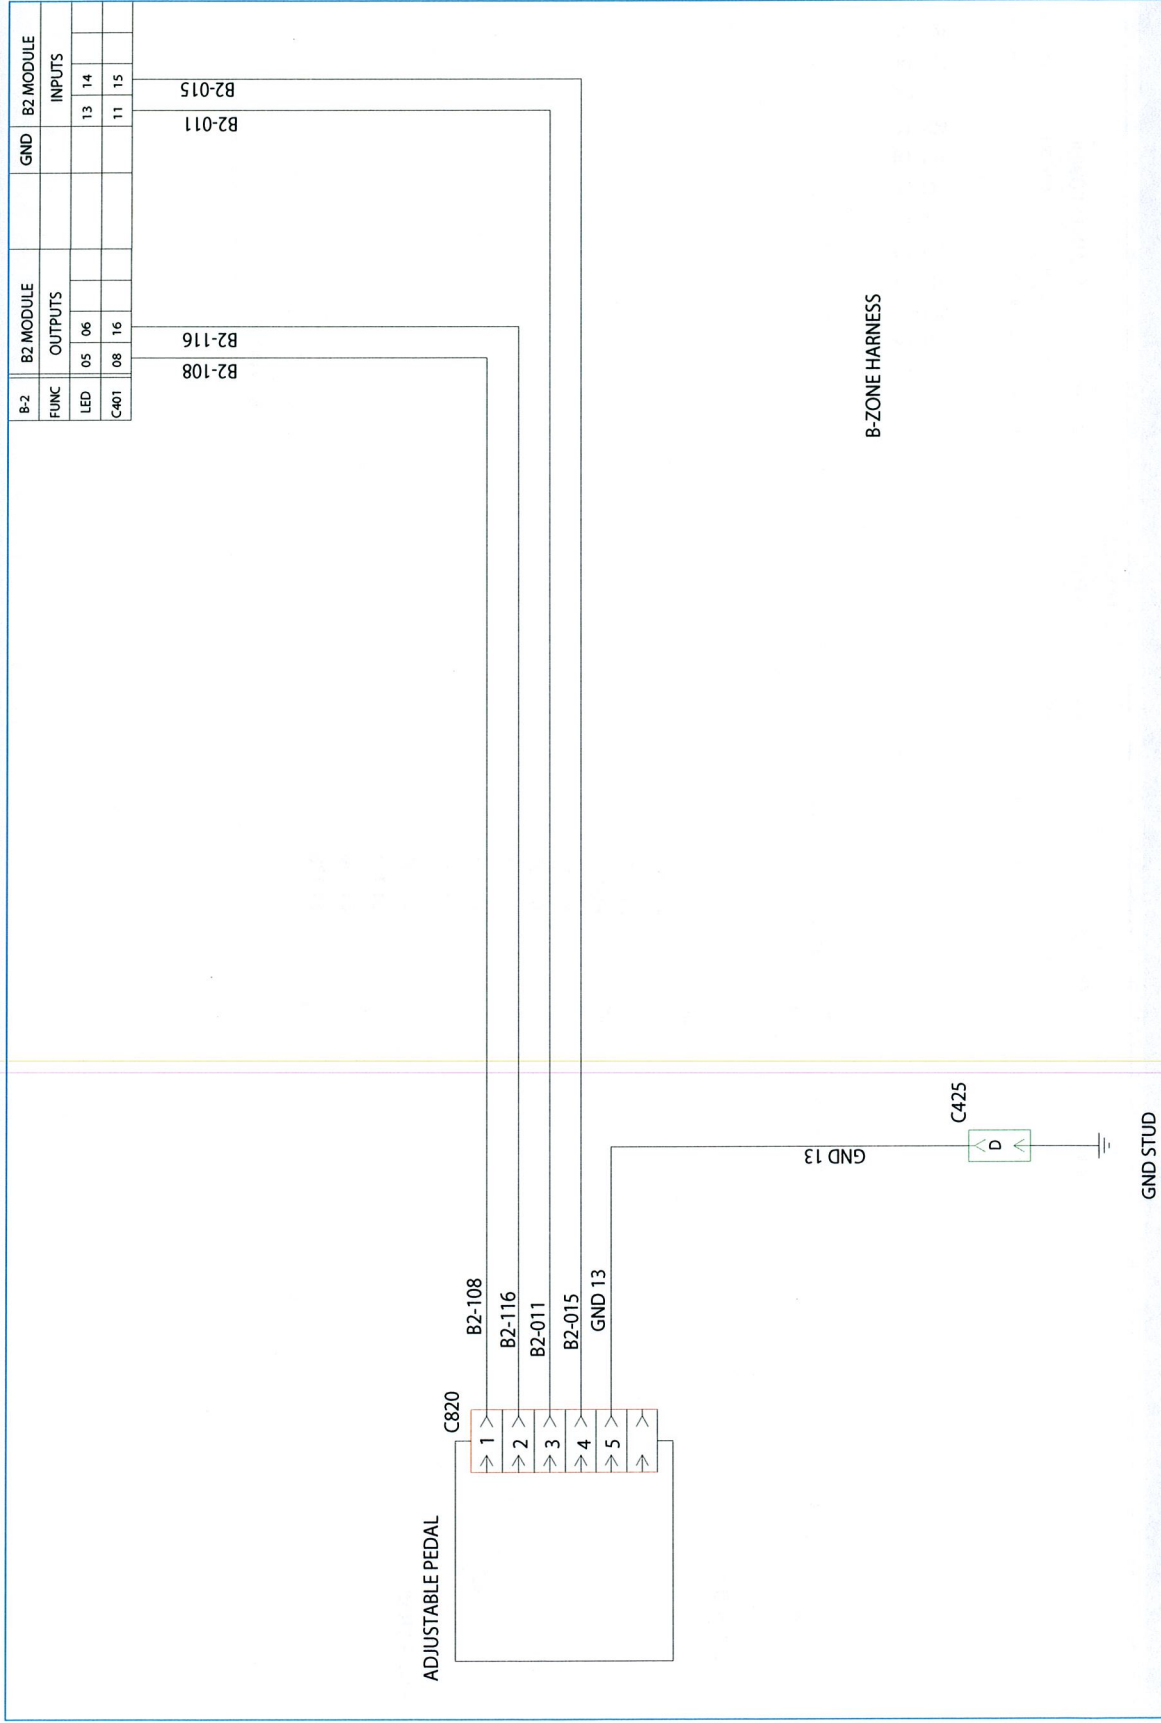 B-2 B2 MODULE GND B2 MODULE
FUNC OUTPUTS INPUTS
LED 05 06 13 14
C401 08 16 11 15
B2-108
B2-116
B2-011
B2-015
ADJUSTABLE PEDAL
C820
1 B2-108
2 B2-116
3 B2-011
4 B2-015
5 GND 13
GND 13
C425
D
GND STUD
B-ZONE HARNESS